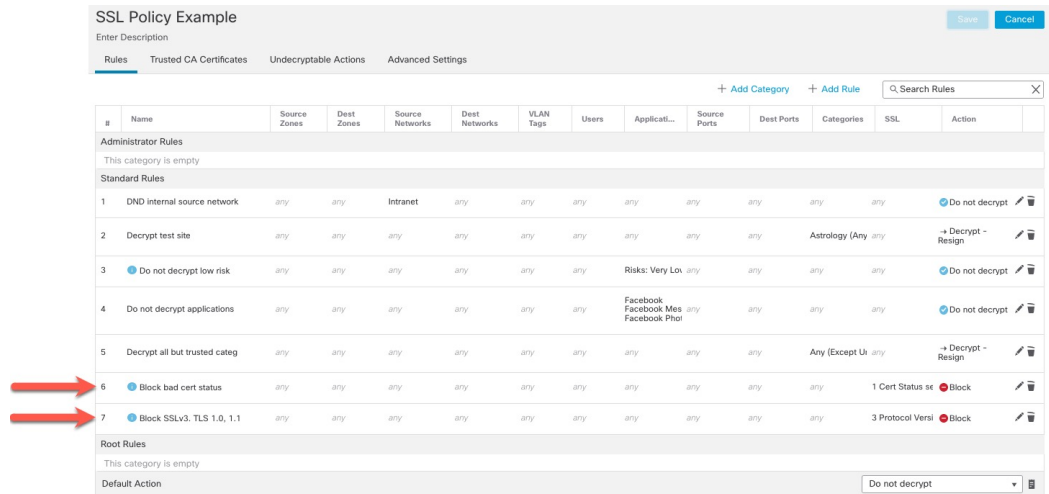 SSL Policy Example
Save
Cancel
Enter Description
Rules Trusted CA Certificates Undecryptable Actions Advanced Settings
+ Add Category + Add Rule Search Rules X
# Name Source Zones Dest Zones Source Networks Dest Networks VLAN Tags Users Applicati... Source Ports Dest Ports Categories SSL Action
Administrator Rules
This category is empty
Standard Rules
1 DND internal source network any any Intranet any any any any any any any any Do not decrypt
2 Decrypt test site any any any any any any any any any Astrology (Any any → Decrypt - Resign
3 Do not decrypt low risk any any any any any any Risks: Very Lov any any any any Do not decrypt
4 Do not decrypt applications any any any any any any Facebook Facebook Mes Facebook Phot any any any any Do not decrypt
5 Decrypt all but trusted categ any any any any any any any any any Any (Except Un any → Decrypt - Resign
6 Block bad cert status any any any any any any any any any any 1 Cert Status se Block
7 Block SSLv3. TLS 1.0, 1.1 any any any any any any any any any any 3 Protocol Versi Block
Root Rules
This category is empty
Default Action Do not decrypt